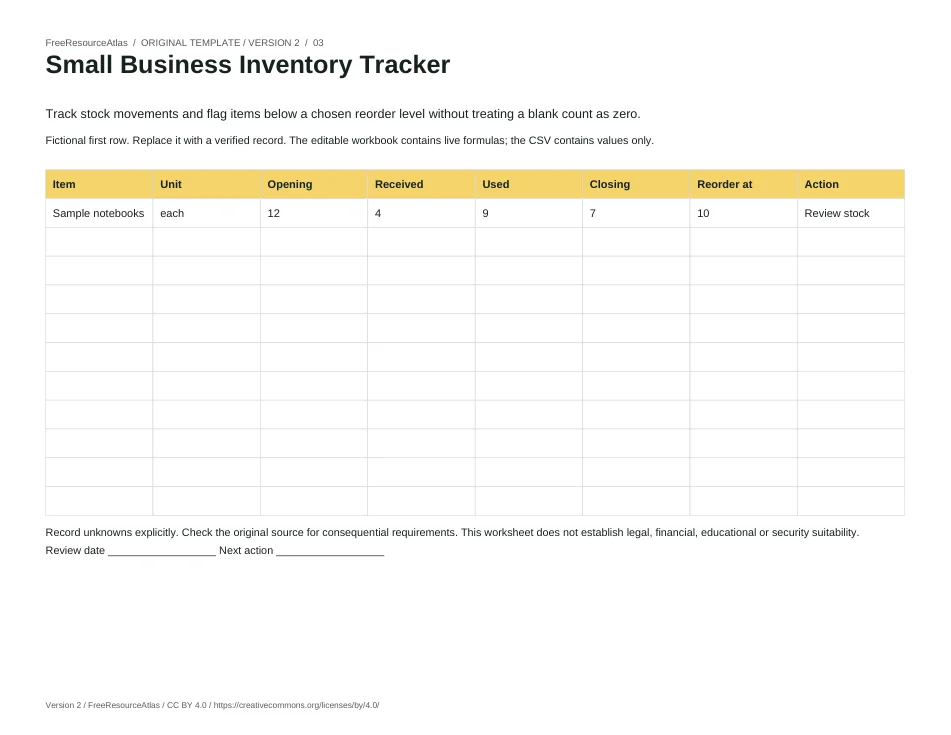 FreeResourceAtlas / ORIGINAL TEMPLATE / VERSION 2 / 03
Small Business Inventory Tracker
Track stock movements and flag items below a chosen reorder level without treating a blank count as zero.
Fictional first row. Replace it with a verified record. The editable workbook contains live formulas; the CSV contains values only.
Item Unit Opening Received Used Closing Reorder at Action
Sample notebooks each 12 4 9 7 10 Review stock
Record unknowns explicitly. Check the original source for consequential requirements. This worksheet does not establish legal, financial, educational or security suitability.
Review date __________________ Next action __________________
Version 2 / FreeResourceAtlas / CC BY 4.0 / https://creativecommons.org/licenses/by/4.0/